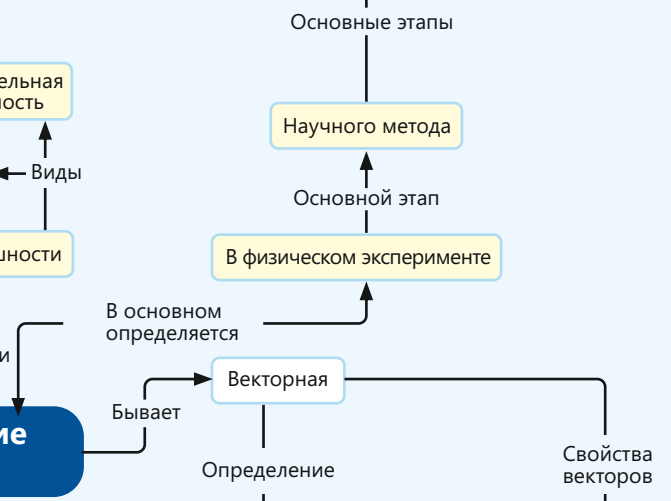 Основные этапы
Научного метода
Виды
Основной этап
В физическом эксперименте
В основном
определяется
Векторная
Бывает
Свойства
векторов
Определение